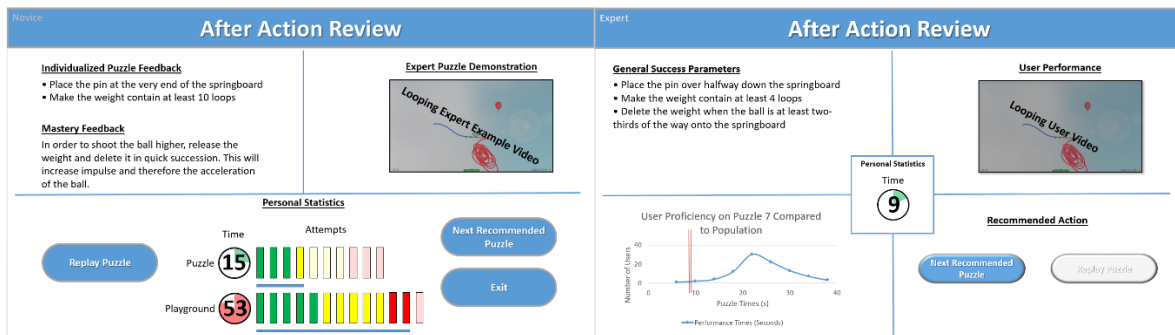 Novice
After Action Review
Individualized Puzzle Feedback
• Place the pin at the very end of the springboard
• Make the weight contain at least 10 loops
Mastery Feedback
In order to shoot the ball higher, release the
weight and delete it in quick succession. This will
increase impulse and therefore the acceleration
of the ball.
Expert Puzzle Demonstration
Looping Expert Example Video
Personal Statistics
Time
Attempts
Replay Puzzle
Puzzle
15
Playground
53
Next Recommended
Puzzle
Exit
Expert
After Action Review
General Success Parameters
• Place the pin over halfway down the springboard
• Make the weight contain at least 4 loops
• Delete the weight when the ball is at least two-
thirds of the way onto the springboard
User Performance
Looping User Video
Personal Statistics
Time
9
User Proficiency on Puzzle 7 Compared
to Population
Number of Users
40
20
0
0
10
20
30
40
Puzzle Times (s)
Performance Times (Seconds)
Recommended Action
Next Recommended
Puzzle
Replay Puzzle